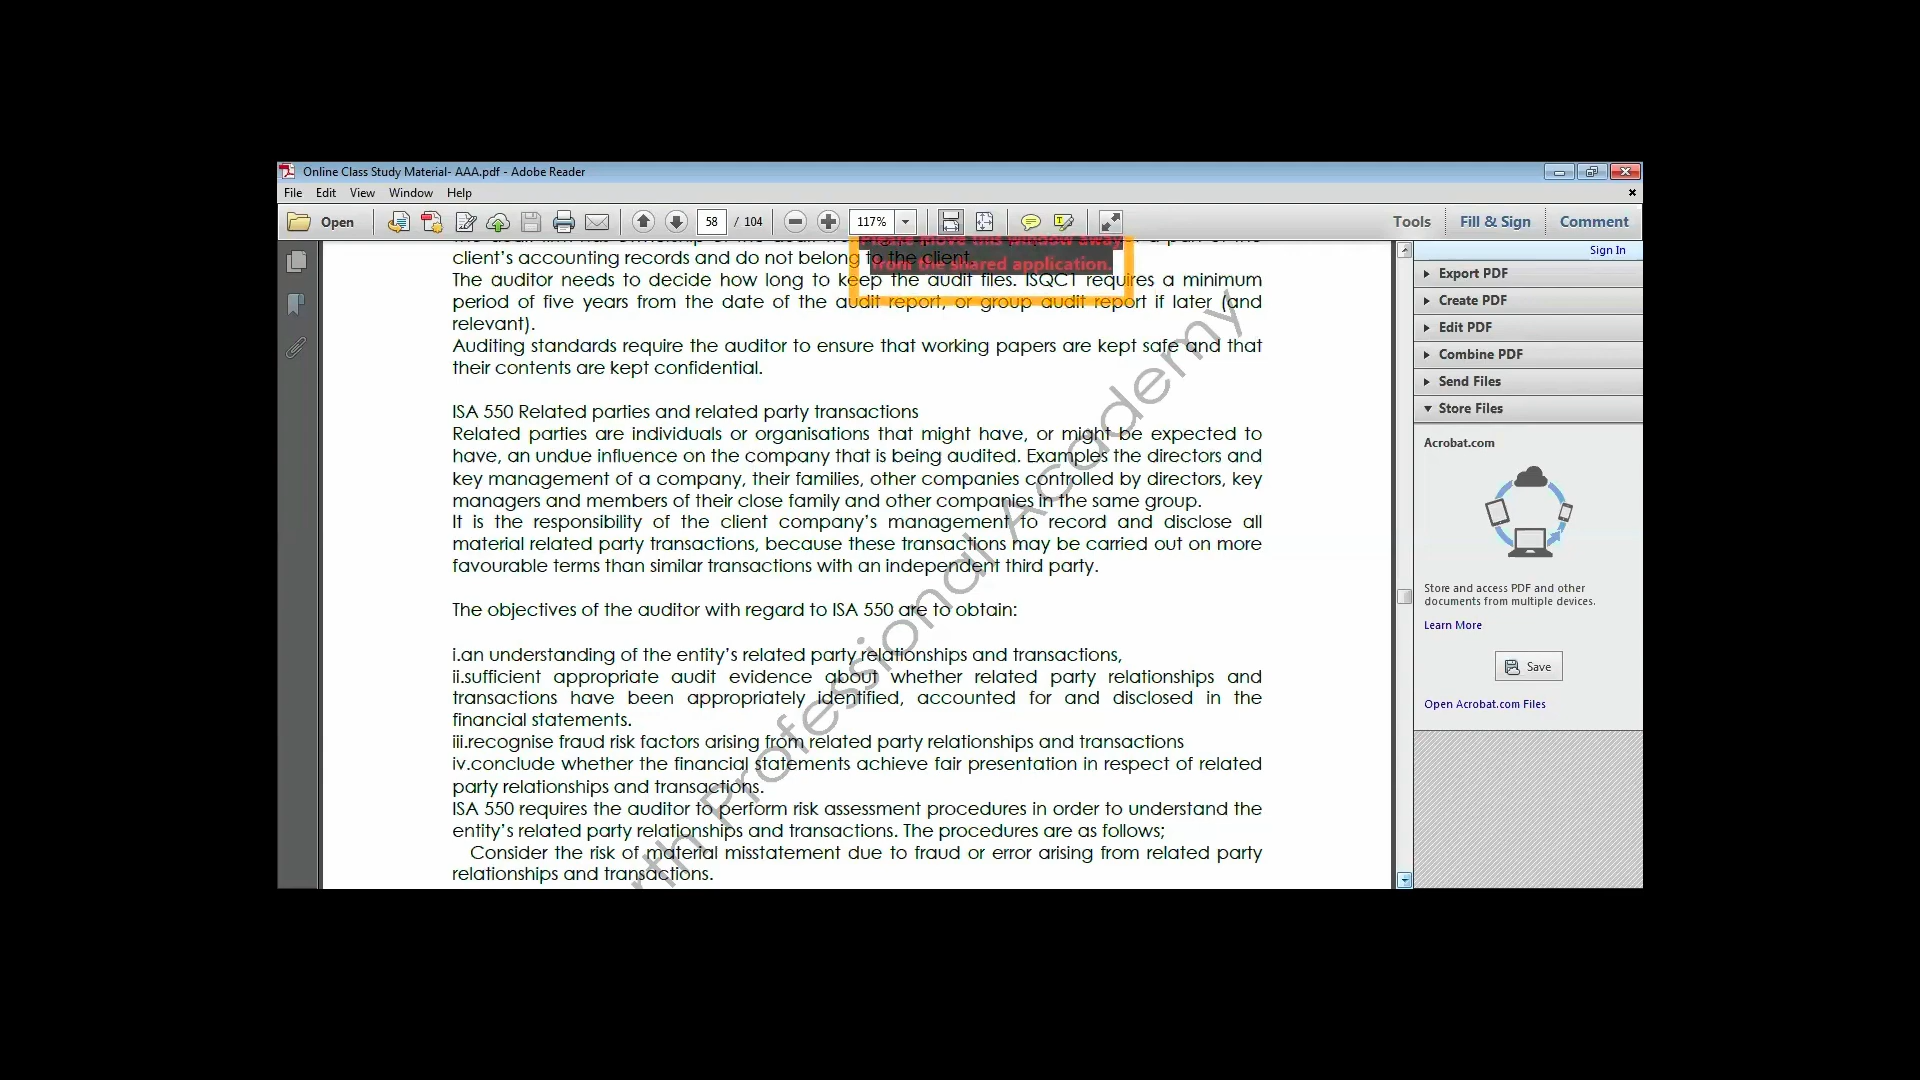 Online Class Study Material- AAA.pdf - Adobe Reader
File Edit View Window Help
Open 58 / 104 117% Tools Fill & Sign Comment
Sign In
client's accounting records and do not belong to the client.
from the shared application.
The auditor needs to decide how long to keep the audit files. ISQC1 requires a minimum
period of five years from the date of the audit report, or group audit report if later (and
relevant).
Auditing standards require the auditor to ensure that working papers are kept safe and that
their contents are kept confidential.
ISA 550 Related parties and related party transactions
Related parties are individuals or organisations that might have, or might be expected to
have, an undue influence on the company that is being audited. Examples the directors and
key management of a company, their families, other companies controlled by directors, key
managers and members of their close family and other companies in the same group.
It is the responsibility of the client company's management to record and disclose all
material related party transactions, because these transactions may be carried out on more
favourable terms than similar transactions with an independent third party.
The objectives of the auditor with regard to ISA 550 are to obtain:
i.an understanding of the entity's related party relationships and transactions,
ii.sufficient appropriate audit evidence about whether related party relationships and
transactions have been appropriately identified, accounted for and disclosed in the
financial statements.
iii.recognise fraud risk factors arising from related party relationships and transactions
iv.conclude whether the financial statements achieve fair presentation in respect of related
party relationships and transactions.
ISA 550 requires the auditor to perform risk assessment procedures in order to understand the
entity's related party relationships and transactions. The procedures are as follows;
Consider the risk of material misstatement due to fraud or error arising from related party
relationships and transactions.
Professional Academy
Export PDF
Create PDF
Edit PDF
Combine PDF
Send Files
Store Files
Acrobat.com
Store and access PDF and other
documents from multiple devices.
Learn More
Save
Open Acrobat.com Files